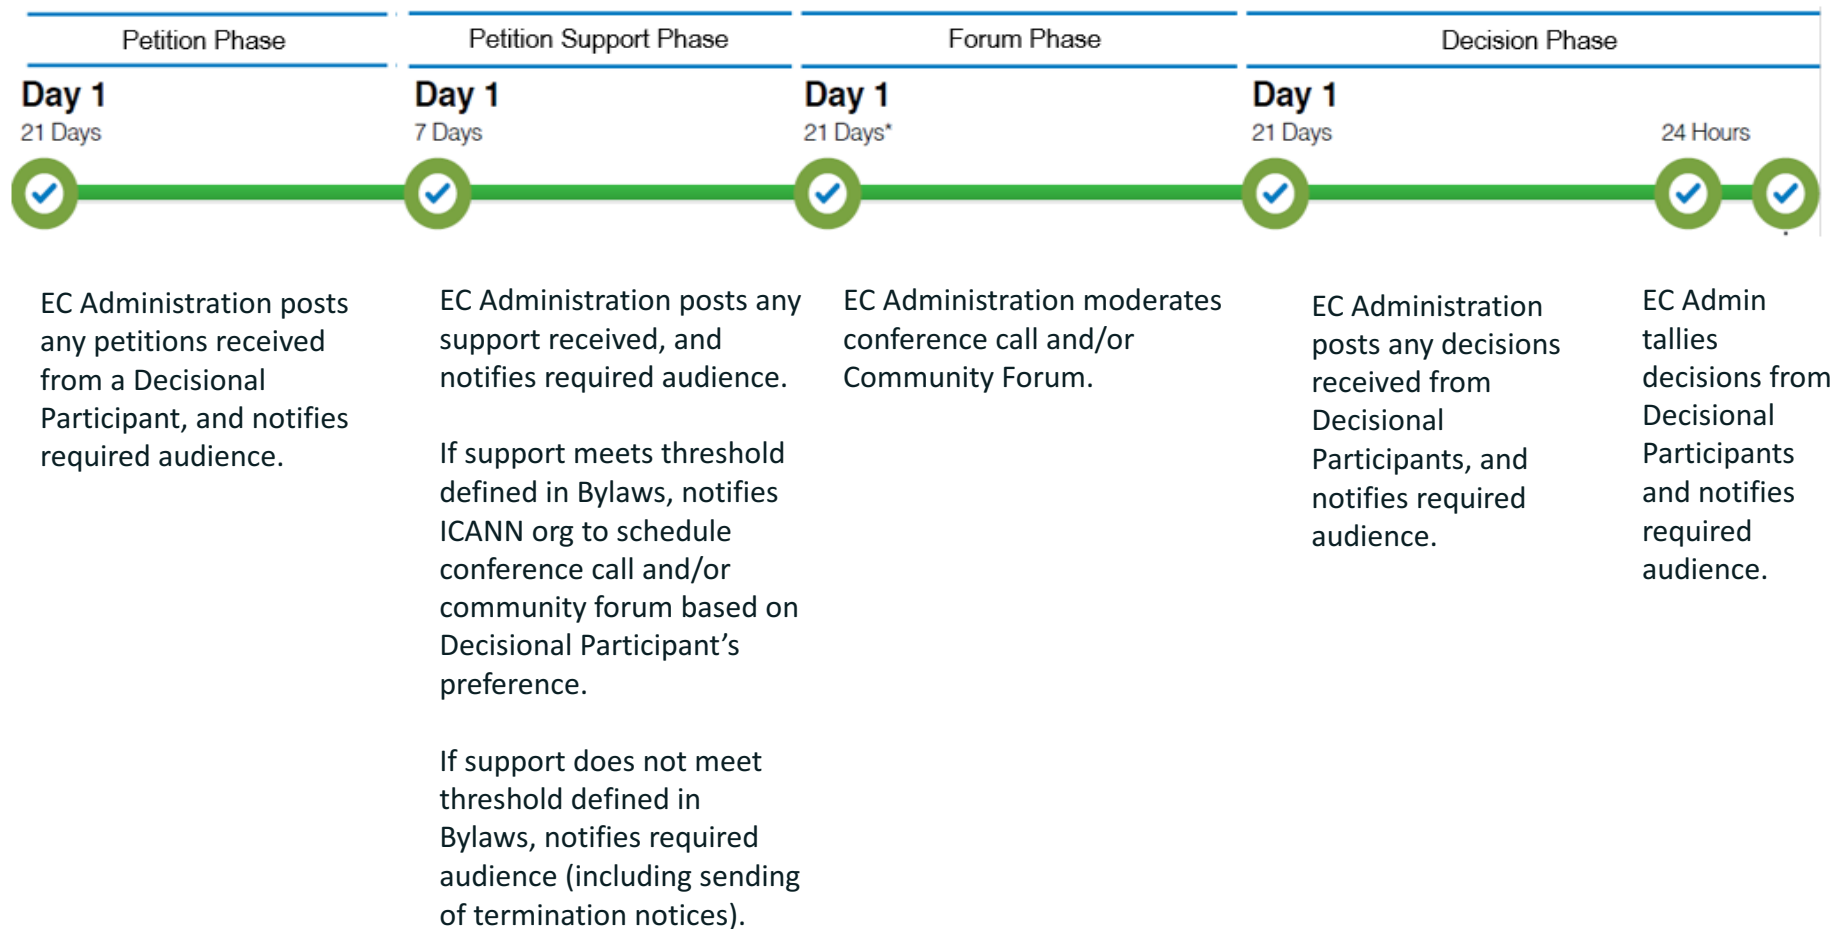 Petition Phase
Petition Support Phase
Forum Phase
Decision Phase
Day 1
21 Days
Day 1
7 Days
Day 1
21 Days*
Day 1
21 Days
24 Hours
EC Administration posts
any petitions received
from a Decisional
Participant, and notifies
required audience.
EC Administration posts any
support received, and
notifies required audience.
If support meets threshold
defined in Bylaws, notifies
ICANN org to schedule
conference call and/or
community forum based on
Decisional Participant’s
preference.
If support does not meet
threshold defined in
Bylaws, notifies required
audience (including sending
of termination notices).
EC Administration moderates
conference call and/or
Community Forum.
EC Administration
posts any decisions
received from
Decisional
Participants, and
notifies required
audience.
EC Admin
tallies
decisions from
Decisional
Participants
and notifies
required
audience.